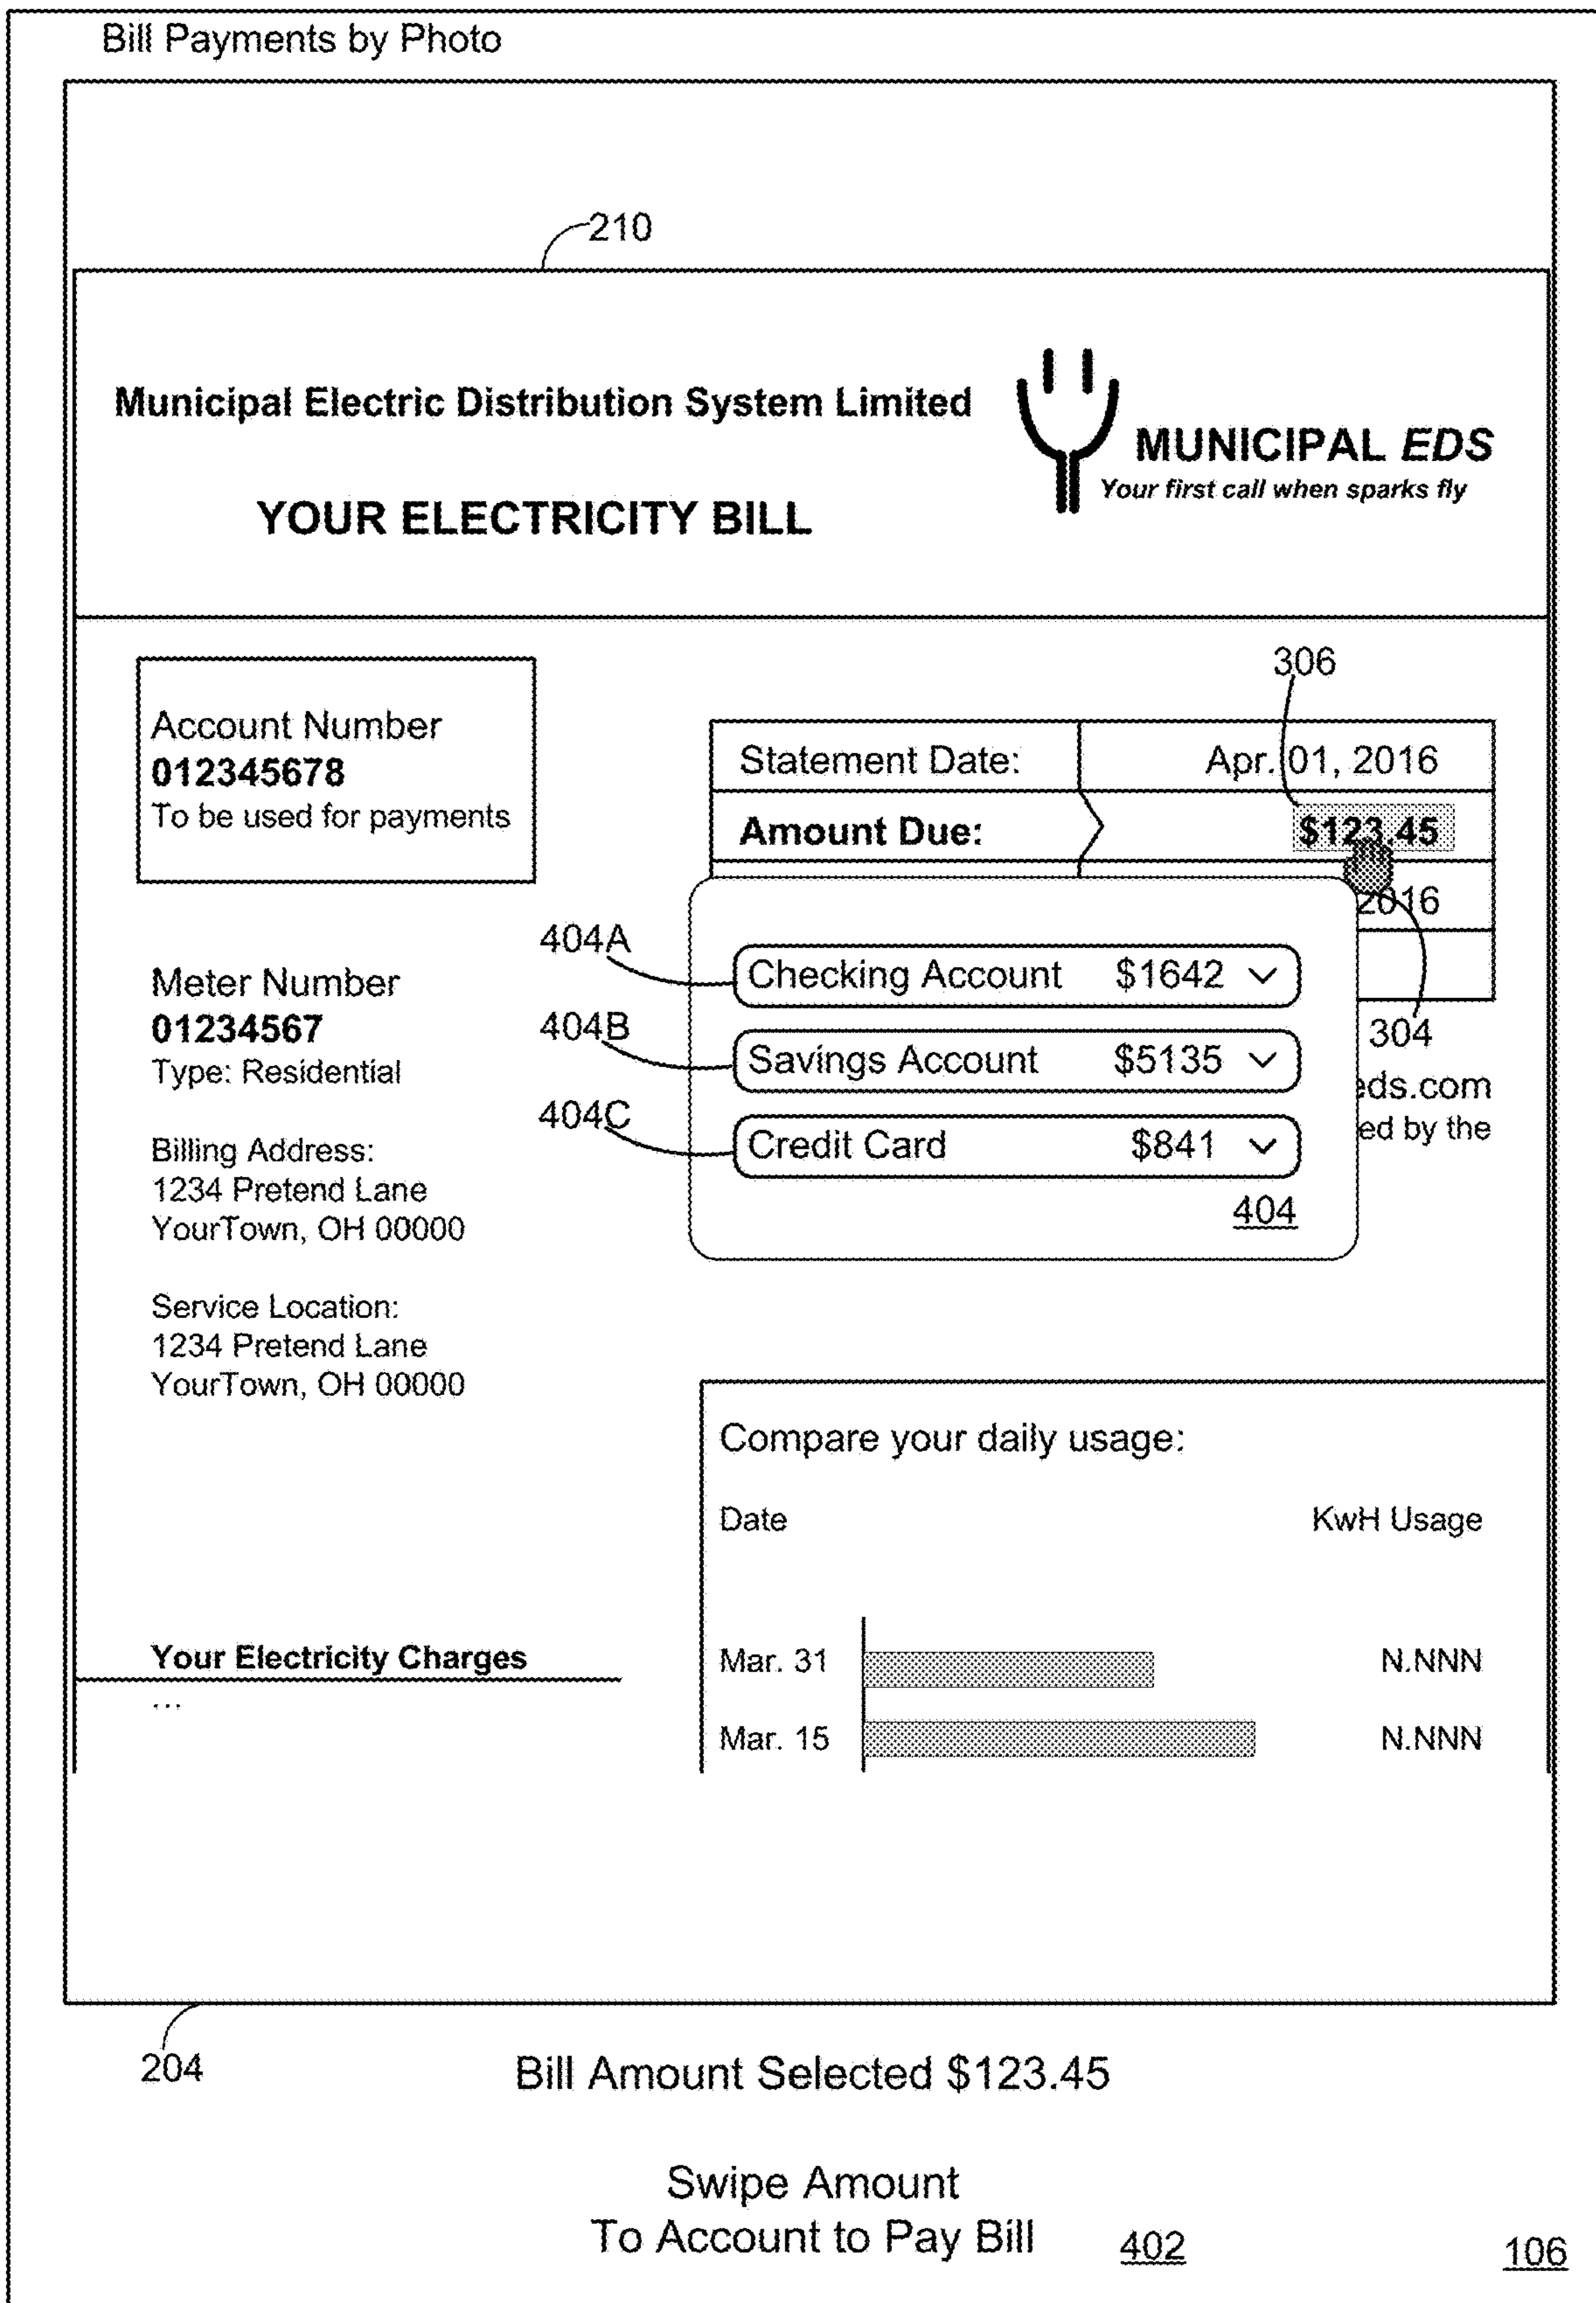 Bill Payments by Photo
210
Municipal Electric Distribution System Limited
MUNICIPAL EDS
Your first call when sparks fly
YOUR ELECTRICITY BILL
306
Account Number
012345678
To be used for payments
Statement Date: Apr. 01, 2016
Amount Due: $123.45
2016
404A
Checking Account $1642
Meter Number
01234567
Type: Residential
404B
Savings Account $5135
304
eds.com
404C
Credit Card $841
ed by the
404
Billing Address:
1234 Pretend Lane
YourTown, OH 00000
Service Location:
1234 Pretend Lane
YourTown, OH 00000
Compare your daily usage:
Date KwH Usage
Your Electricity Charges
...
Mar. 31 N.NNN
Mar. 15 N.NNN
204
Bill Amount Selected $123.45
Swipe Amount
To Account to Pay Bill
402
106